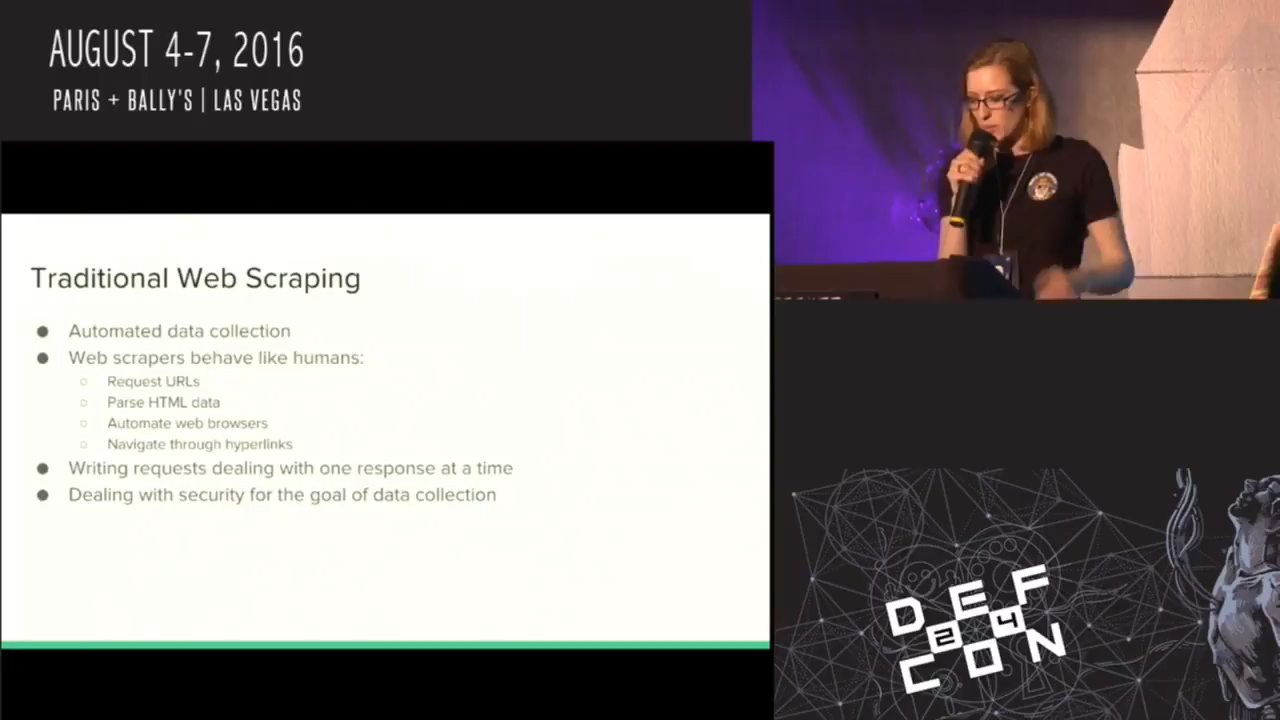 AUGUST 4-7, 2016
PARIS + BALLY'S | LAS VEGAS
Traditional Web Scraping
● Automated data collection
● Web scrapers behave like humans:
○ Request URLs
○ Parse HTML data
○ Automate web browsers
○ Navigate through hyperlinks
● Writing requests dealing with one response at a time
● Dealing with security for the goal of data collection
DEF
24
CON